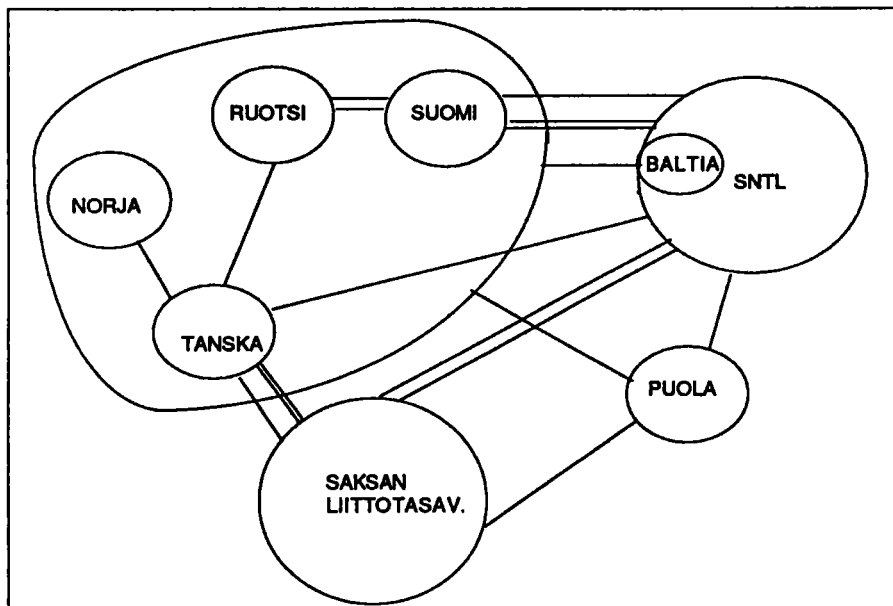 RUOTSI
SUOMI
BALTIA
SNTL
NORJA
TANSKA
PUOLA
SAKSAN
LIITTOTASAV.